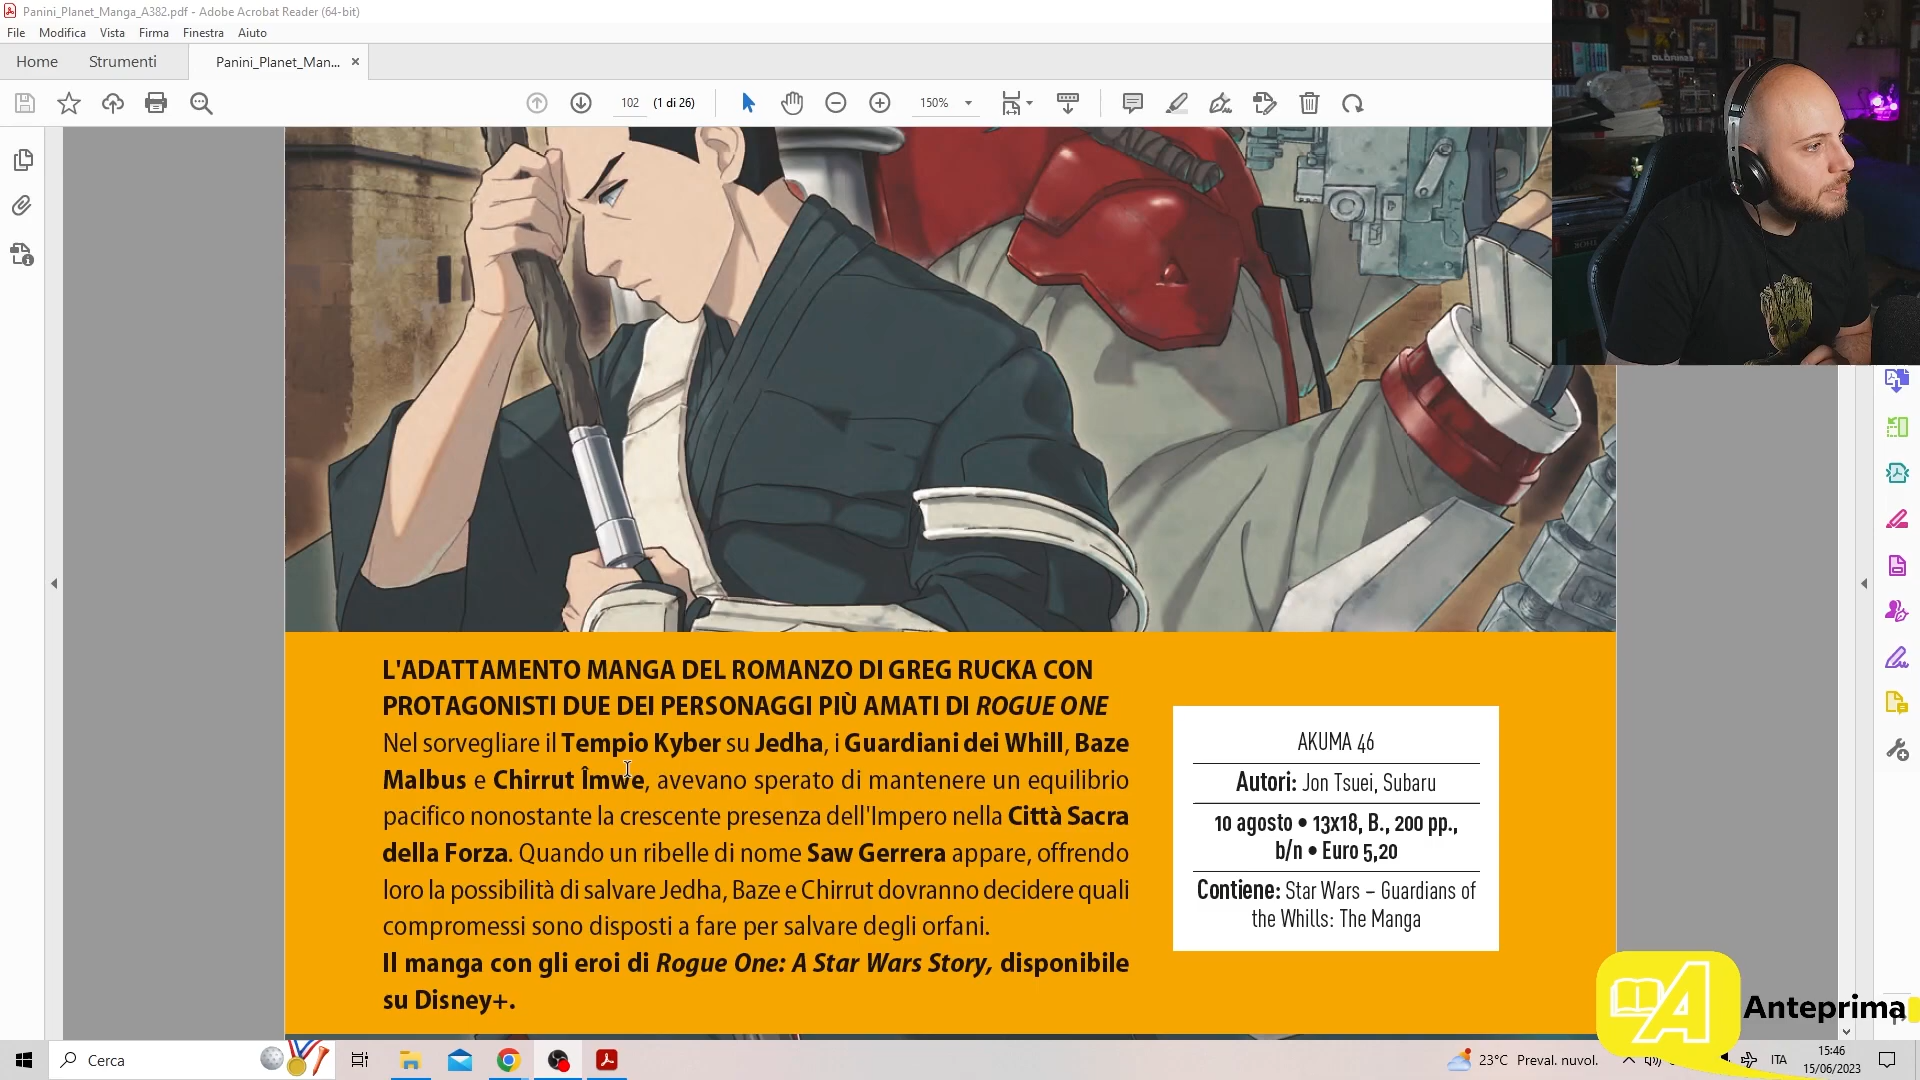 Panini_Planet_Manga_A382.pdf - Adobe Acrobat Reader (64-bit)
File Modifica Vista Firma Finestra Aiuto
Home Strumenti Panini_Planet_Man...
102 (1 di 26) 150%
L'ADATTAMENTO MANGA DEL ROMANZO DI GREG RUCKA CON
PROTAGONISTI DUE DEI PERSONAGGI PIÙ AMATI DI ROGUE ONE
Nel sorvegliare il Tempio Kyber su Jedha, i Guardiani dei Whill, Baze
Malbus e Chirrut Îmwe, avevano sperato di mantenere un equilibrio
pacifico nonostante la crescente presenza dell'Impero nella Città Sacra
della Forza. Quando un ribelle di nome Saw Gerrera appare, offrendo
loro la possibilità di salvare Jedha, Baze e Chirrut dovranno decidere quali
compromessi sono disposti a fare per salvare degli orfani.
Il manga con gli eroi di Rogue One: A Star Wars Story, disponibile
su Disney+.
AKUMA 46
Autori: Jon Tsuei, Subaru
10 agosto • 13x18, B., 200 pp.,
b/n • Euro 5,20
Contiene: Star Wars – Guardians of
the Whills: The Manga
A Anteprima
Cerca
23°C Preval. nuvol.
ITA
15:46
15/06/2023